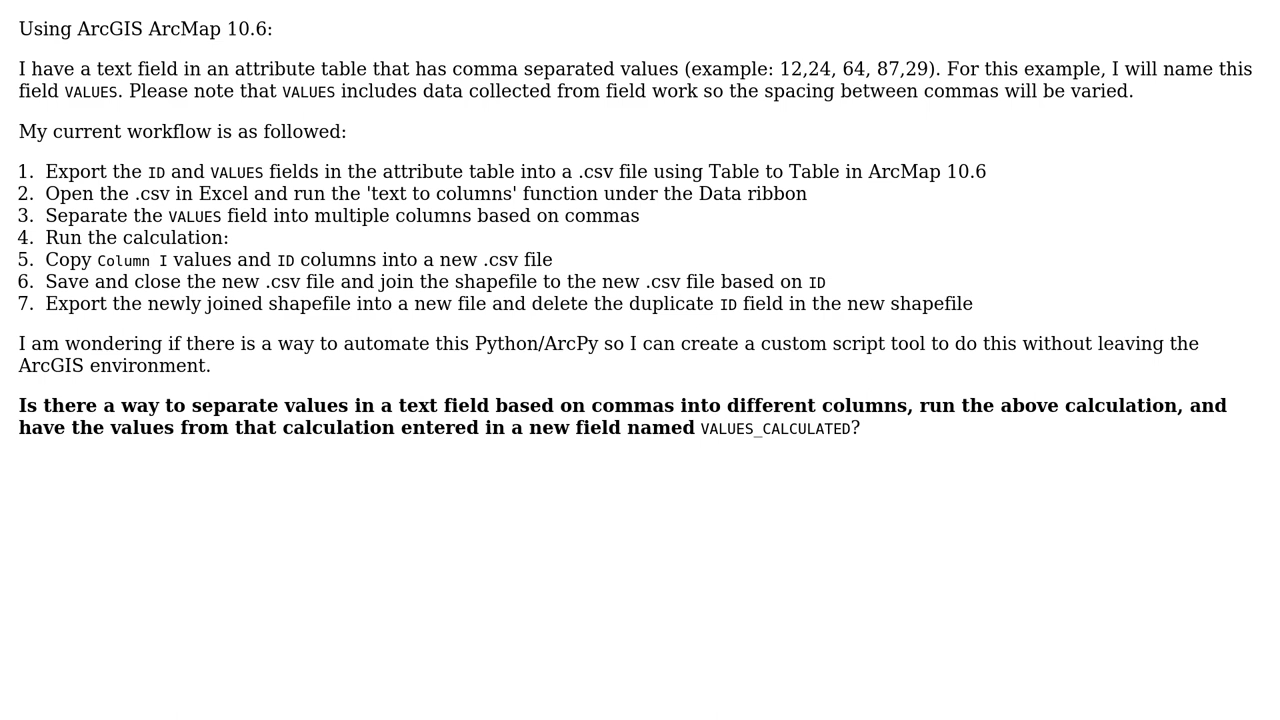 Using ArcGIS ArcMap 10.6:
I have a text field in an attribute table that has comma separated values (example: 12,24, 64, 87,29). For this example, I will name this
field VALUES. Please note that VALUES includes data collected from field work so the spacing between commas will be varied.
My current workflow is as followed:
1. Export the ID and VALUES fields in the attribute table into a .csv file using Table to Table in ArcMap 10.6
2. Open the .csv in Excel and run the 'text to columns' function under the Data ribbon
3. Separate the VALUES field into multiple columns based on commas
4. Run the calculation:
5. Copy Column I values and ID columns into a new .csv file
6. Save and close the new .csv file and join the shapefile to the new .csv file based on ID
7. Export the newly joined shapefile into a new file and delete the duplicate ID field in the new shapefile
I am wondering if there is a way to automate this Python/ArcPy so I can create a custom script tool to do this without leaving the
ArcGIS environment.
Is there a way to separate values in a text field based on commas into different columns, run the above calculation, and
have the values from that calculation entered in a new field named VALUES_CALCULATED?